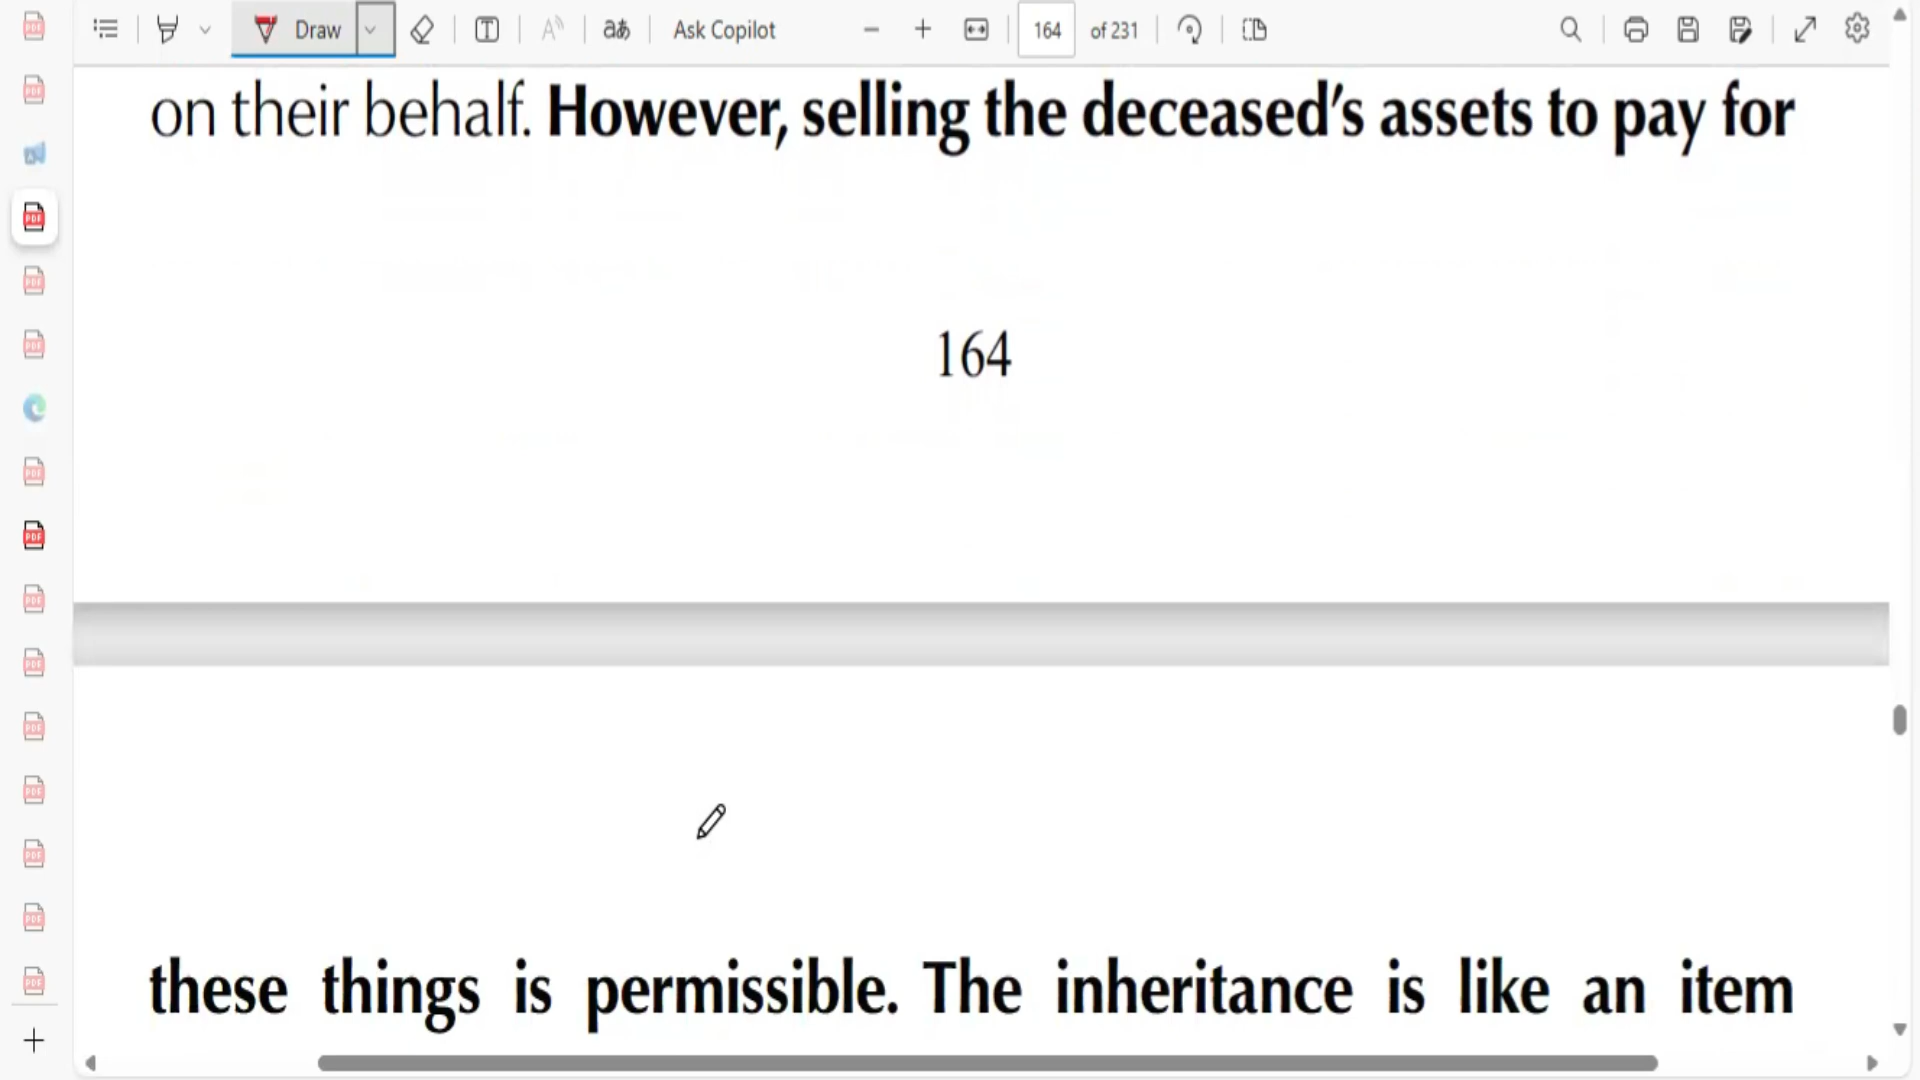 Draw
Ask Copilot
164 of 231
on their behalf. However, selling the deceased's assets to pay for
164
these things is permissible. The inheritance is like an item